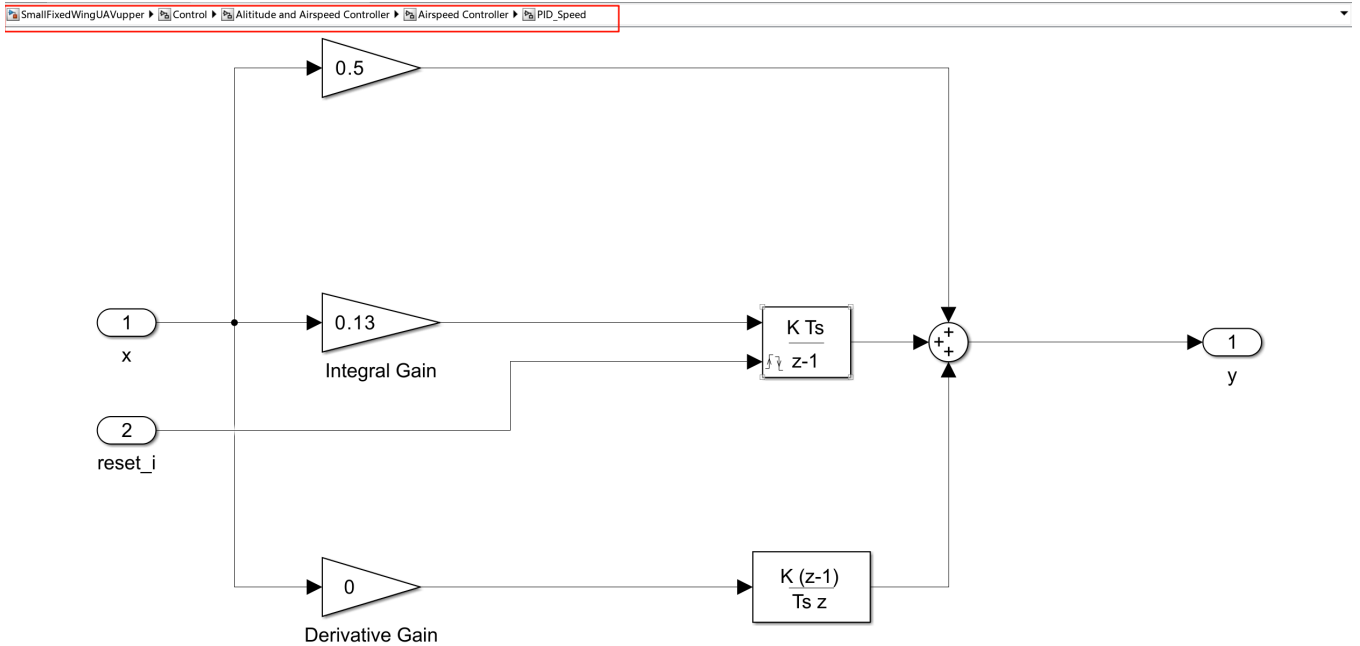 SmallFixedWingUAVupper Control Alititude and Airspeed Controller Airspeed Controller PID_Speed
0.5
1
x
0.13
Integral Gain
K Ts
z-1
+
+
+
1
y
2
reset_i
0
Derivative Gain
K (z-1)
Ts z